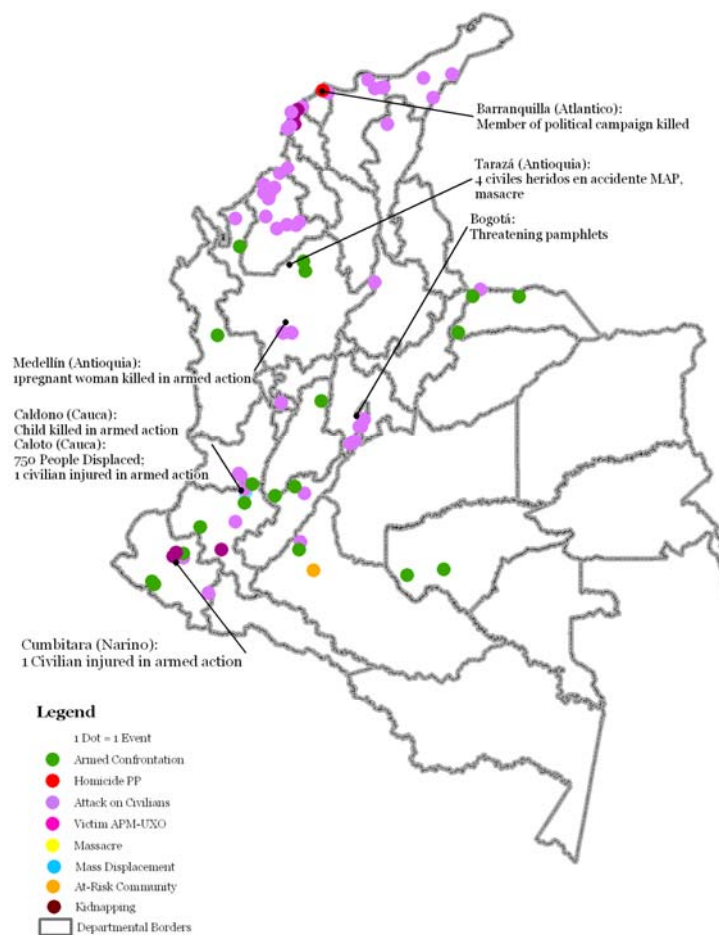 Barranquilla (Atlantico):
Member of political campaign killed
Tarazá (Antioquia):
4 civiles heridos en accidente MAP,
masacre
Bogotá:
Threatening pamphlets
Medellín (Antioquia):
1pregnant woman killed in armed action
Caldono (Cauca):
Child killed in armed action
Caloto (Cauca):
750 People Displaced;
1 civilian injured in armed action
Cumbitara (Narino):
1 Civilian injured in armed action
Legend
1 Dot = 1 Event
Armed Confrontation
Homicide PP
Attack on Civilians
Victim APM-UXO
Massacre
Mass Displacement
At-Risk Community
Kidnapping
Departmental Borders